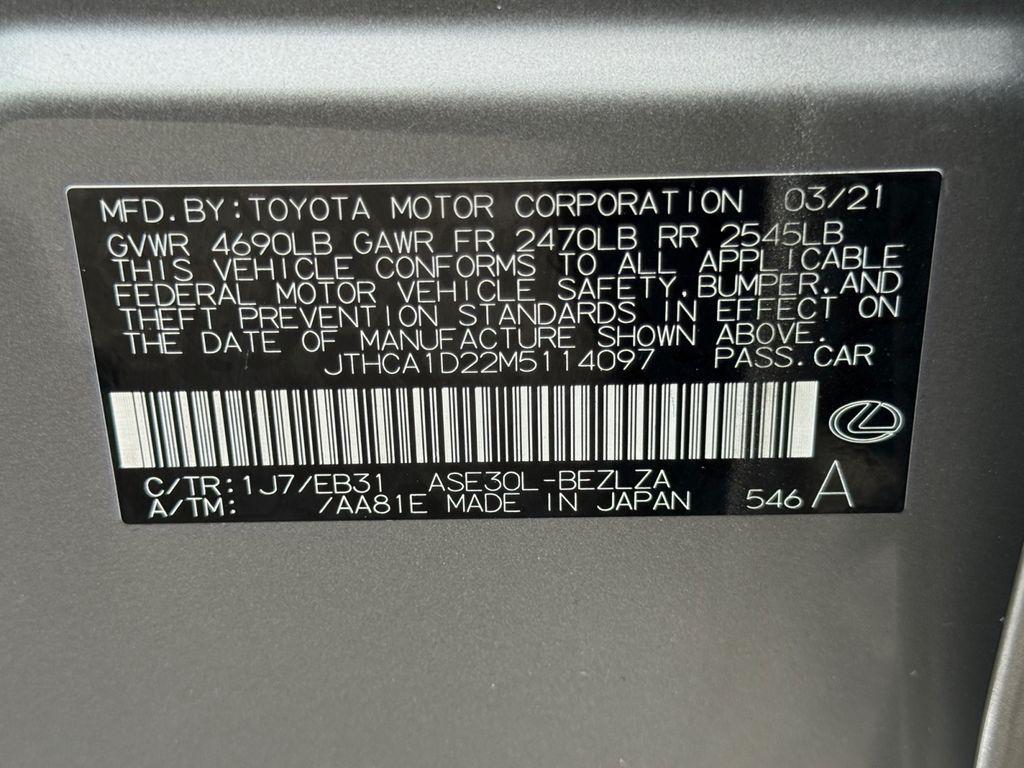 MFD.BY:TOYOTA MOTOR CORPORATION 03/21
GVWR 4690LB GAWR FR 2470LB RR 2545LB
THIS VEHICLE CONFORMS TO ALL APPLICABLE
FEDERAL MOTOR VEHICLE SAFETY.BUMPER.AND
THEFT PREVENTION STANDARDS IN EFFECT ON
THE DATE OF MANUFACTURE SHOWN ABOVE.
JTHCA1D22M5114097 PASS.CAR
C/TR:1J7/EB31 ASE30L-BEZLZA
A/TM: /AA81E MADE IN JAPAN 546 A